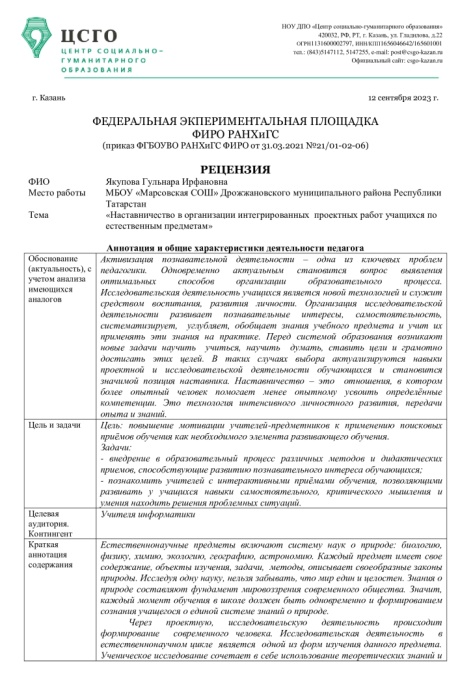 ЦСГО
ЦЕНТР СОЦИАЛЬНО-
ГУМАНИТАРНОГО
ОБРАЗОВАНИЯ
НОУ ДПО «Центр социально-гуманитарного образования»
420032, РФ, РТ, г. Казань, ул. Гладилова, д.22
ОГРН1131600002797, ИНН/КПП1656046642/165601001
тел.: (843)5147112, 5147255, e-mail: post@csgo-kazan.ru
Официальный сайт: csgo-kazan.ru
г. Казань
12 сентября 2023 г.
ФЕДЕРАЛЬНАЯ ЭКПЕРИМЕНТАЛЬНАЯ ПЛОЩАДКА
ФИРО РАНХиГС
(приказ ФГБОУВО РАНХиГС ФИРО от 31.03.2021 №21/01-02-06)
РЕЦЕНЗИЯ
ФИО Якупова Гульнара Ирфановна
Место работы МБОУ «Марсовская СОШ» Дрожжановского муниципального района Республики
Татарстан
Тема «Наставничество в организации интегрированных проектных работ учащихся по
естественным предметам»
Аннотация и общие характеристики деятельности педагога
Обоснование
(актуальность), с
учетом анализа
имеющихся
аналогов
Активизация познавательной деятельности – одна из ключевых проблем
педагогики. Одновременно актуальным становится вопрос выявления
оптимальных способов организации образовательного процесса.
Исследовательская деятельность учащихся является новой технологией и служит
средством воспитания, развития личности. Организация исследовательской
деятельности развивает познавательные интересы, самостоятельность,
систематизирует, углубляет, обобщает знания учебного предмета и учит их
применять эти знания на практике. Перед системой образования возникают
новые задачи научить учиться, научить думать, ставить цели и грамотно
достигать этих целей. В таких случаях выбора актуализируются навыки
проектной и исследовательской деятельности обучающихся и становится
значимой позиция наставника. Наставничество – это отношения, в котором
более опытный человек помогает менее опытному усвоить определённые
компетенции. Это технология интенсивного личностного развития, передачи
опыта и знаний.
Цель и задачи
Цель: повышение мотивации учителей-предметников к применению поисковых
приёмов обучения как необходимого элемента развивающего обучения.
Задачи:
- внедрение в образовательный процесс различных методов и дидактических
приемов, способствующие развитию познавательного интереса обучающихся;
- познакомить учителей с интерактивными приёмами обучения, позволяющими
развивать у учащихся навыки самостоятельного, критического мышления и
умения находить решения проблемных ситуаций.
Целевая
аудитория.
Контингент
Учителя информатики
Краткая
аннотация
содержания
Естественнонаучные предметы включают систему наук о природе: биологию,
физику, химию, экологию, географию, астрономию. Каждый предмет имеет свое
содержание, объекты изучения, задачи, методы, описывает своеобразные законы
природы. Исследуя одну науку, нельзя забывать, что мир един и целостен. Знания о
природе составляют фундамент мировоззрения современного общества. Значит,
каждый момент обучения в школе должен быть одновременно и формированием
сознания учащегося о единой системе знаний о природе.
Через проектную, исследовательскую деятельность происходит
формирование современного человека. Исследовательская деятельность в
естественнонаучном цикле является одной из форм изучения данного предмета.
Ученическое исследование сочетает в себе использование теоретических знаний и